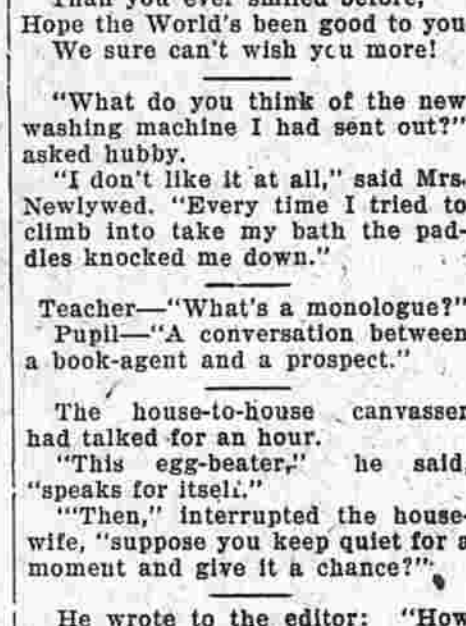 Than you ever smiled before,
Hope the World's been good to you
We sure can't wish you more!
"What do you think of the new
washing machine I had sent out?"
asked hubby.
"I don't like it at all," said Mrs.
Newlywed. "Every time I tried to
climb into take my bath the pad-
dles knocked me down."
Teacher—"What's a monologue?"
Pupil—"A conversation between
a book-agent and a prospect."
The house-to-house canvasser
had talked for an hour.
"This egg-beater," he said,
"speaks for itself."
"'Then," interrupted the house-
wife, "suppose you keep quiet for a
moment and give it a chance?"
He wrote to the editor: "How